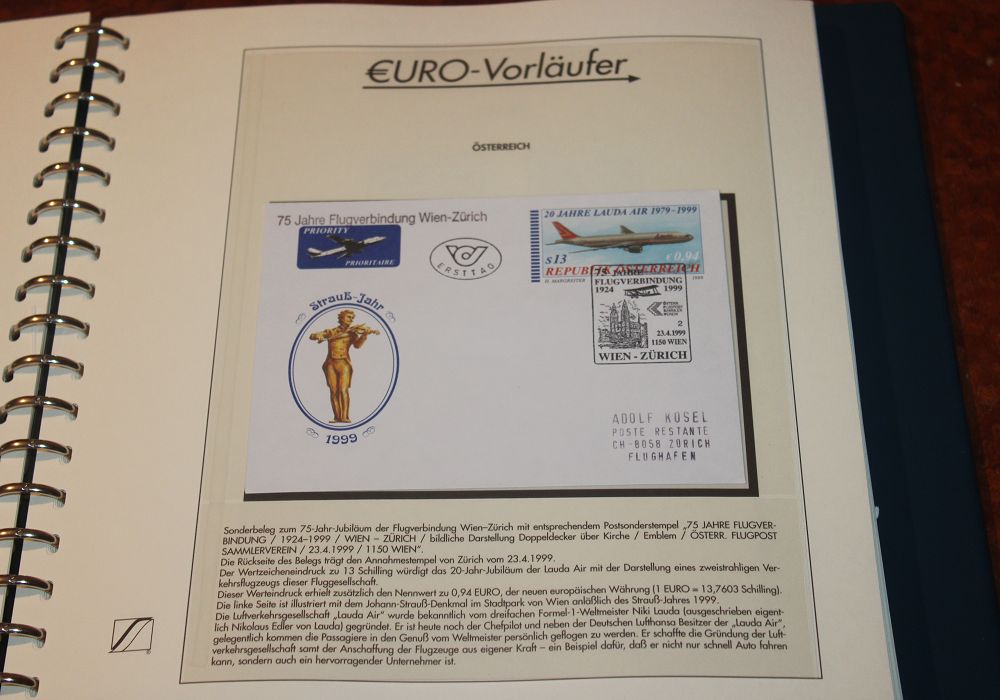 €URO-Vorläufer
ÖSTERREICH
75 Jahre Flugverbindung Wien-Zürich
PRIORITY
PRIORITAIRE
ERSTTAG
20 JAHRE LAUDA AIR 1979-1999
S13
€ 0,94
REPUBLIK ÖSTERREICH
H. MARGREITER
1999
75 JAHRE
FLUGVERBINDUNG
1924 1999
2
23.4.1999
1150 WIEN
WIEN - ZÜRICH
Strauß-Jahr
1999
ADOLF KOSEL
POSTE RESTANTE
CH-8058 ZÜRICH
FLUGHAFEN
Sonderbeleg zum 75-Jahr-Jubiläum der Flugverbindung Wien–Zürich mit entsprechendem Postsonderstempel „75 JAHRE FLUGVER-
BINDUNG / 1924–1999 / WIEN – ZÜRICH / bildliche Darstellung Doppeldecker über Kirche / Emblem / ÖSTERR. FLUGPOST
SAMMLERVEREIN / 23.4.1999 / 1150 WIEN“.
Die Rückseite des Belegs trägt den Annahmestempel von Zürich vom 23.4.1999.
Der Wertzeicheneindruck zu 13 Schilling würdigt das 20-Jahr-Jubiläum der Lauda Air mit der Darstellung eines zweistrahligen Ver-
kehrsflugzeugs dieser Fluggesellschaft.
Dieser Werteindruck erhielt zusätzlich den Nennwert zu 0,94 EURO, der neuen europäischen Währung (1 EURO = 13,7603 Schilling).
Die linke Seite ist illustriert mit dem Johann-Strauß-Denkmal im Stadtpark von Wien anläßlich des Strauß-Jahres 1999.
Die Luftverkehrsgesellschaft „Lauda Air“ wurde bekanntlich vom dreifachen Formel-1-Weltmeister Niki Lauda (ausgeschrieben eigent-
lich Nikolaus Edler von Lauda) gegründet. Er ist heute noch der Chefpilot und neben der Deutschen Lufthansa Besitzer der „Lauda Air“,
gelegentlich kommen die Passagiere in den Genuß vom Weltmeister persönlich geflogen zu werden. Er schaffte die Gründung der Luft-
verkehrsgesellschaft samt der Anschaffung der Flugzeuge aus eigener Kraft – ein Beispiel dafür, daß er nicht nur schnell Auto fahren
kann, sondern auch ein hervorragender Unternehmer ist.